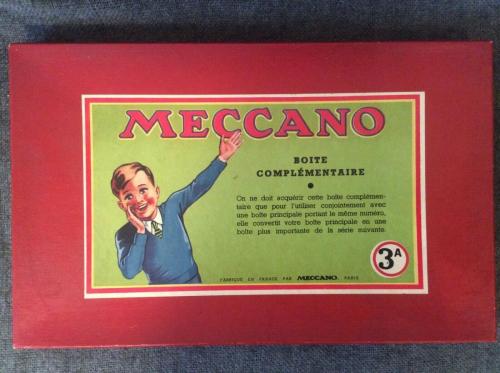 MECCANO
BOITE
COMPLÉMENTAIRE
On ne doit acquérir cette boîte complémen-
taire que pour l'utiliser conjointement avec
une boîte principale portant le même numéro,
elle convertit votre boîte principale en une
boîte plus importante de la série suivante.
3A
FABRIQUÉ EN FRANCE PAR MECCANO, PARIS